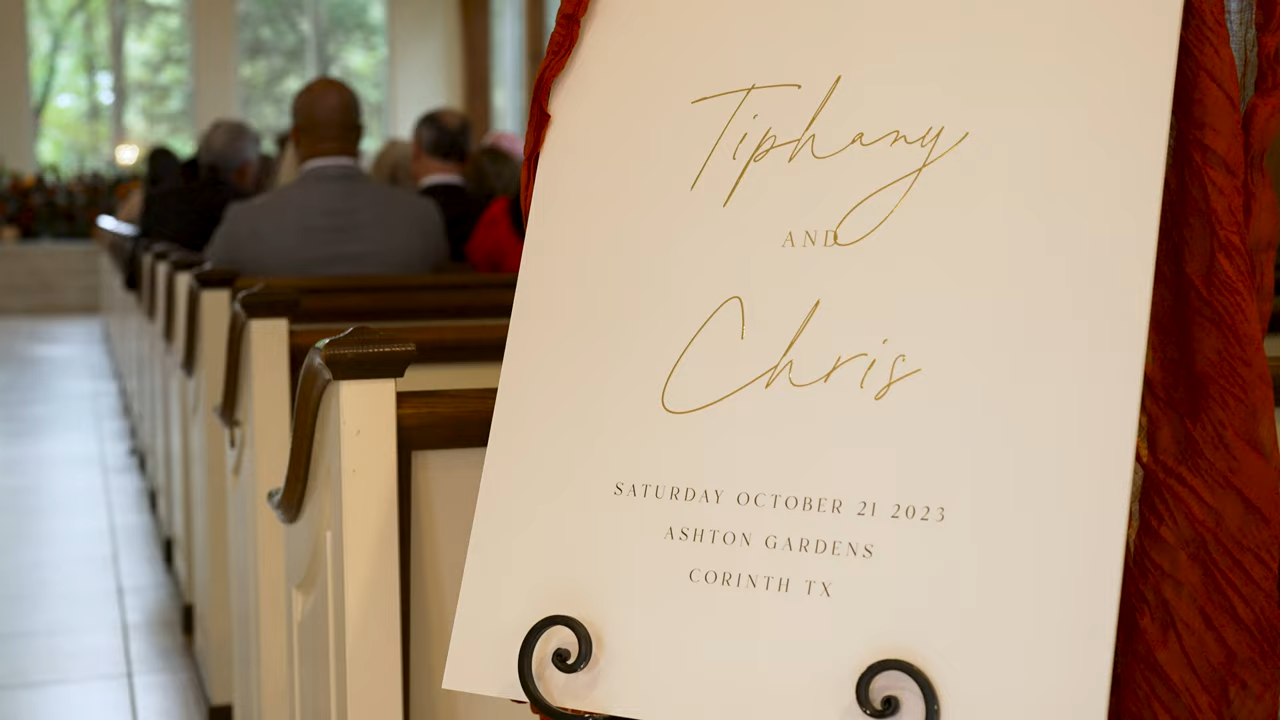 Tiphany
AND
Chris
SATURDAY OCTOBER 21 2023
ASHTON GARDENS
CORINTH TX